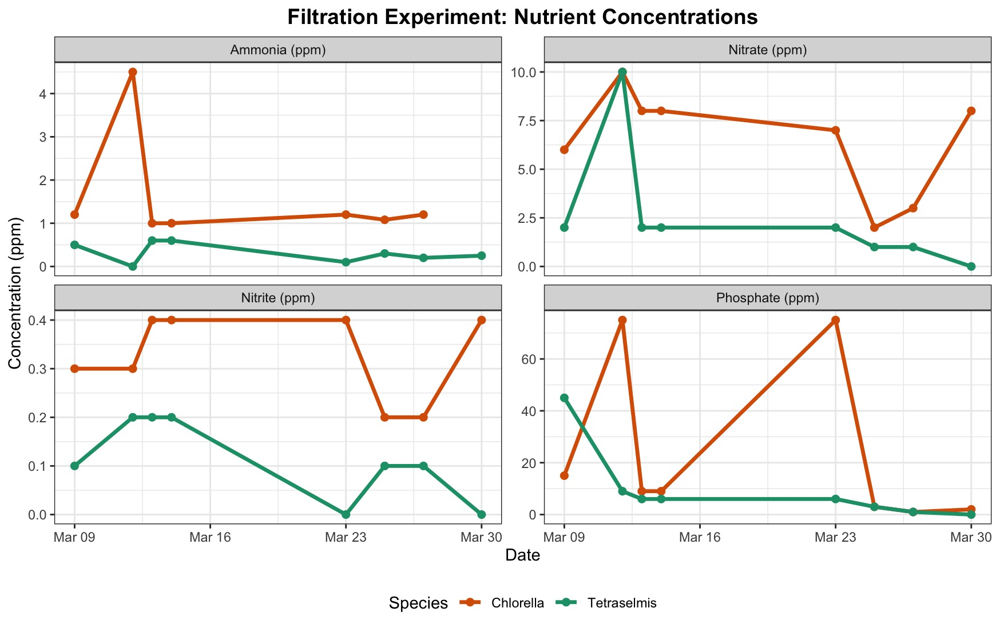 Filtration Experiment: Nutrient Concentrations
Ammonia (ppm)
Nitrate (ppm)
4
3
2
1
0
10.0
7.5
5.0
2.5
0.0
Concentration (ppm)
Nitrite (ppm)
Phosphate (ppm)
0.4
0.3
0.2
0.1
0.0
60
40
20
0
Mar 09 Mar 16 Mar 23 Mar 30
Mar 09 Mar 16 Mar 23 Mar 30
Date
Species Chlorella Tetraselmis